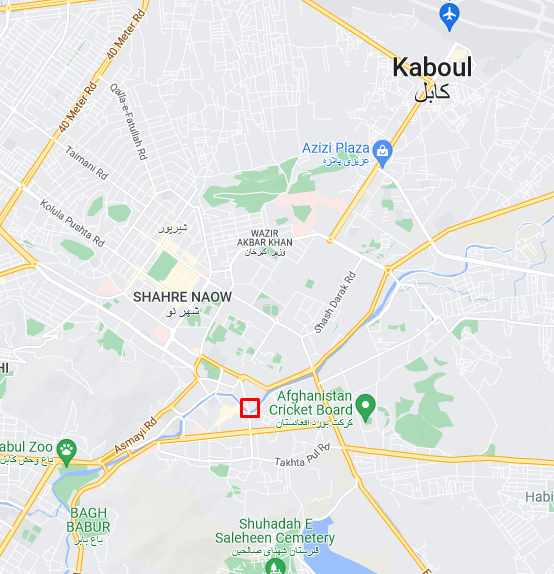 40 Meter Rd
Kaboul
کابل
Qalla-e-Fatullah Rd
40 Meter Rd
Azizi Plaza
عزیزی پلازه
Taimani Rd
Kolula Pushta Rd
شیرپور
WAZIR
AKBAR KHAN
وزیر اکبرخان
SHAHRE NAOW
شهر نو
Shash Darak Rd
HI
Afghanistan
Cricket Board
کرکت بورد افغانستان
Asmayi Rd
abul Zoo
باغ وحش کابل
Takhta Pul Rd
Habi
BAGH
BABUR
باغ بابر
Shuhadah E
Saleheen Cemetery
قبرستان شهدای صالحین